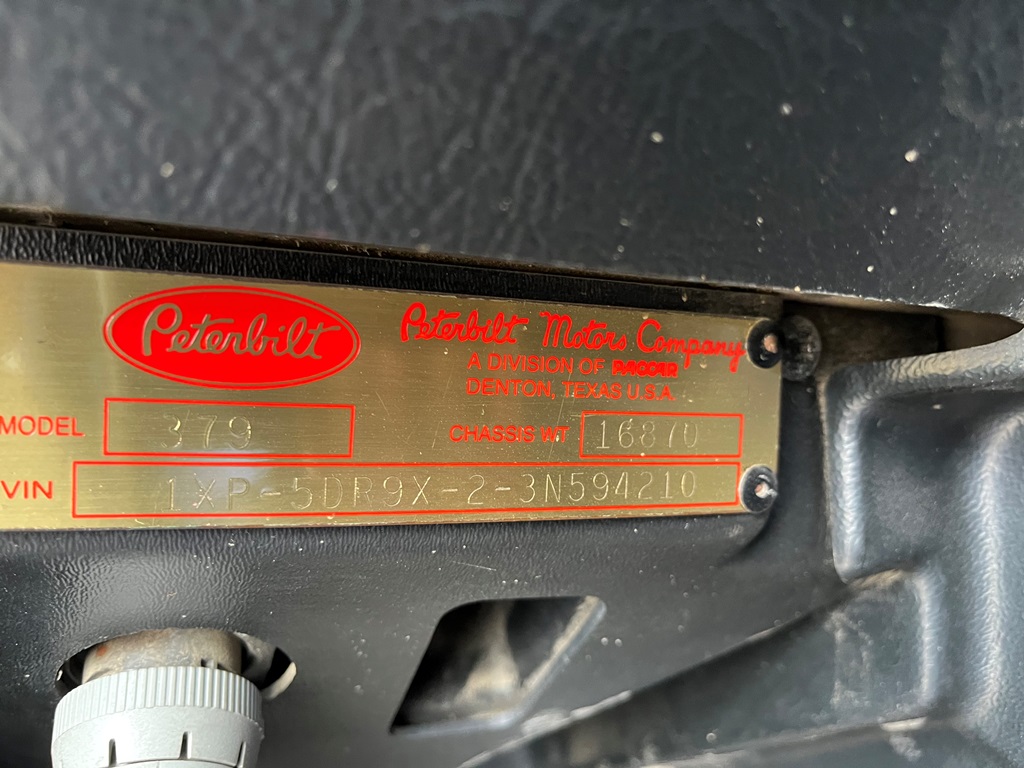 Peterbilt
Peterbilt Motors Company
A DIVISION OF PACCAR
DENTON, TEXAS U.S.A.
MODEL 379
CHASSIS WT 16870
VIN 1XP-5DR9X-2-3N594210